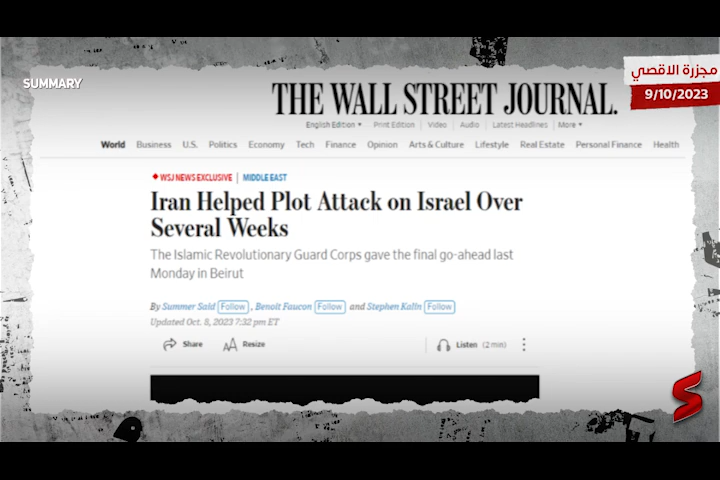 SUMMARY
مجزرة الاقصي
9/10/2023
THE WALL STREET JOURNAL.
English Edition Print Edition Video Audio Latest Headlines More
World Business U.S. Politics Economy Tech Finance Opinion Arts & Culture Lifestyle Real Estate Personal Finance Health
WSJ NEWS EXCLUSIVE | MIDDLE EAST
Iran Helped Plot Attack on Israel Over
Several Weeks
The Islamic Revolutionary Guard Corps gave the final go-ahead last
Monday in Beirut
By Summer Said Follow, Benoit Faucon Follow and Stephen Kalin Follow
Updated Oct. 8, 2023 7:32 pm ET
Share Resize Listen (2 min)